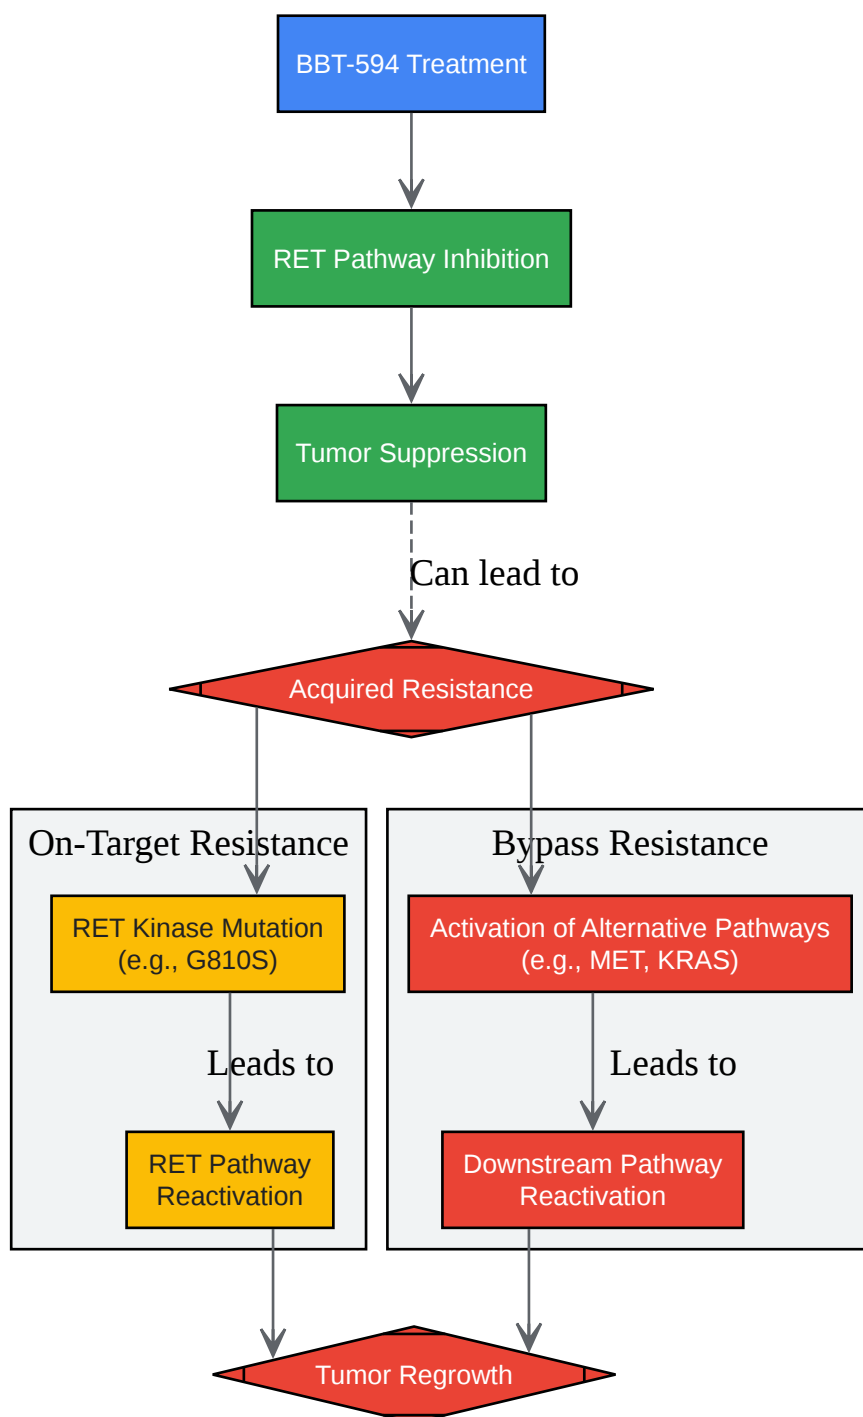 BBT-594 Treatment
RET Pathway Inhibition
Tumor Suppression
Can lead to
Acquired Resistance
On-Target Resistance
RET Kinase Mutation
(e.g., G810S)
Leads to
RET Pathway
Reactivation
Bypass Resistance
Activation of Alternative Pathways
(e.g., MET, KRAS)
Leads to
Downstream Pathway
Reactivation
Tumor Regrowth